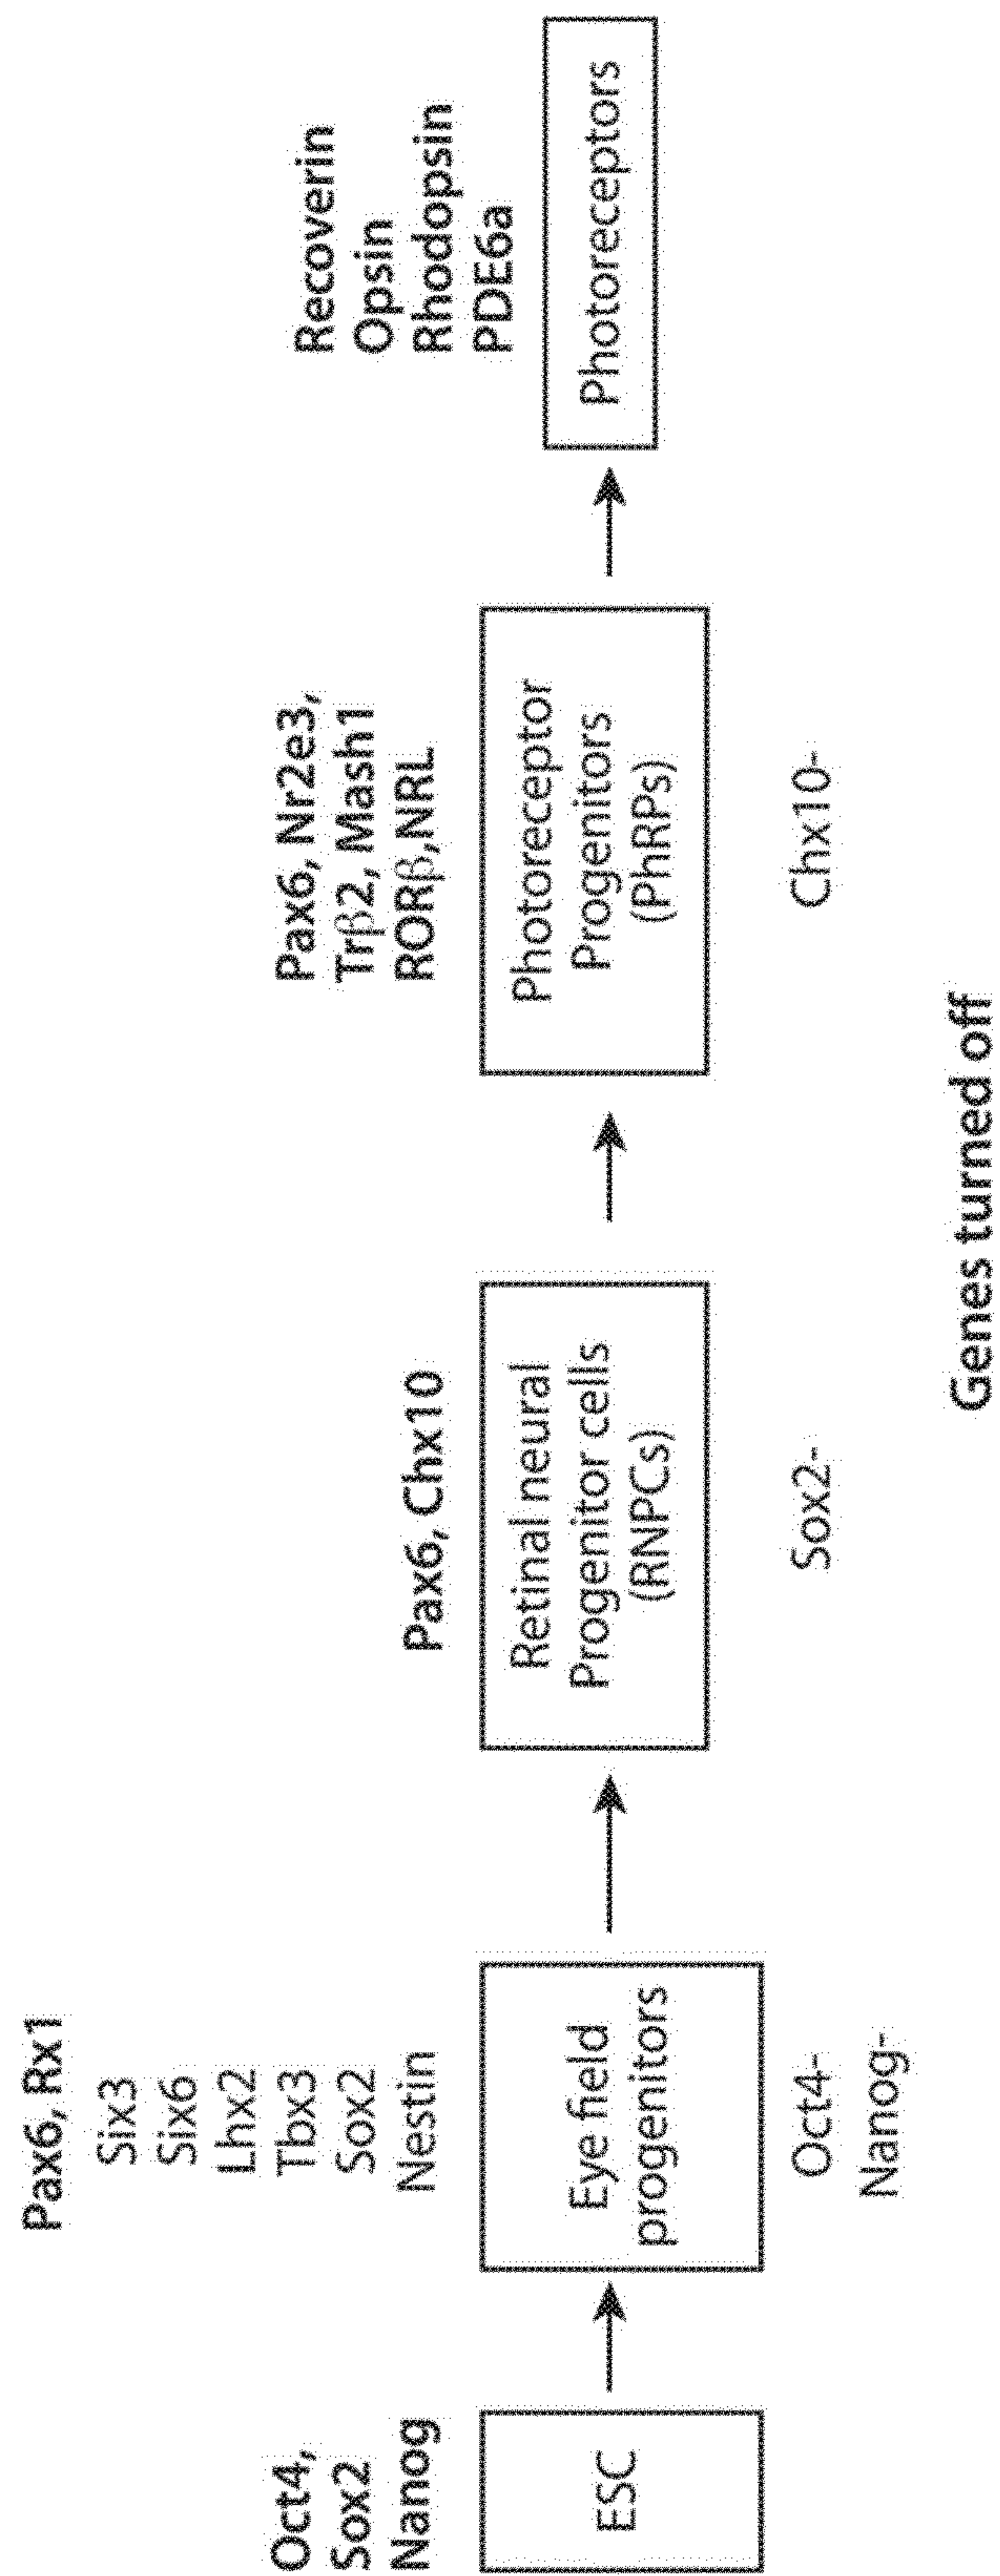 Oct4,
Sox2
Nanog
ESC
Pax6, Rx1
Six3
Six6
Lhx2
Tbx3
Sox2
Nestin
Eye field
progenitors
Oct4-
Nanog-
Pax6, Chx10
Retinal neural
Progenitor cells
(RNPCs)
Sox2-
Pax6, Nr2e3,
Trβ2, Mash1
RORβ,NRL
Photoreceptor
Progenitors
(PhRPs)
Chx10-
Recoverin
Opsin
Rhodopsin
PDE6a
Photoreceptors
Genes turned off